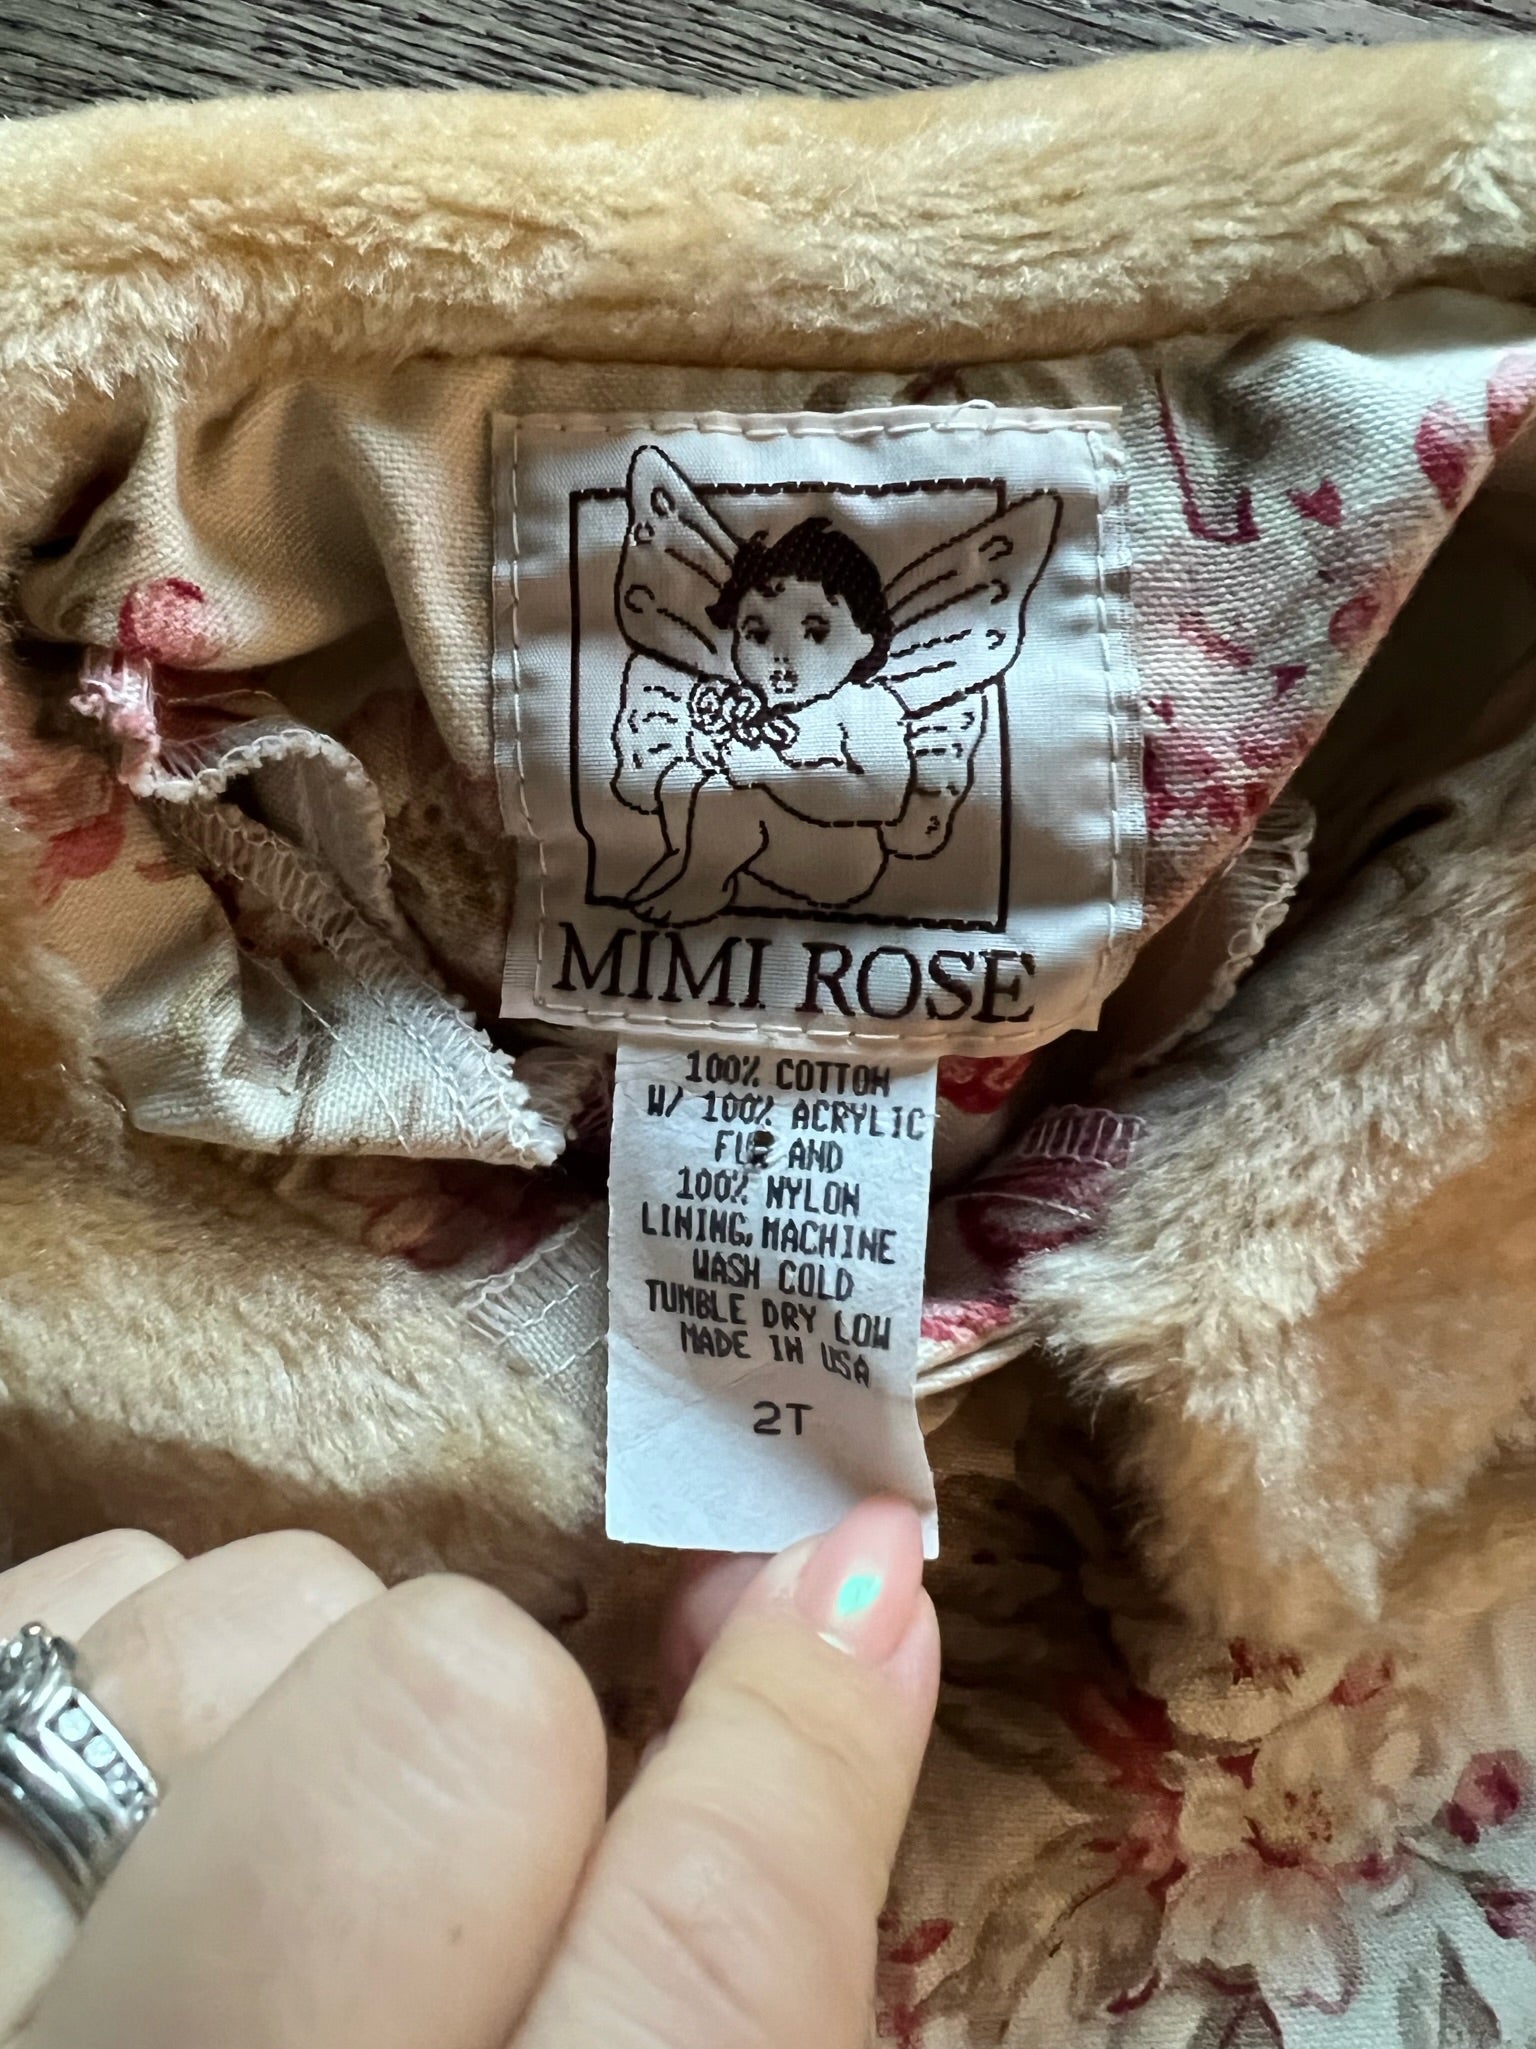 MIMI ROSE
100% COTTON
W/ 100% ACRYLIC
FUR AND
100% NYLON
LINING, MACHINE
WASH COLD
TUMBLE DRY LOW
MADE IN USA
2T